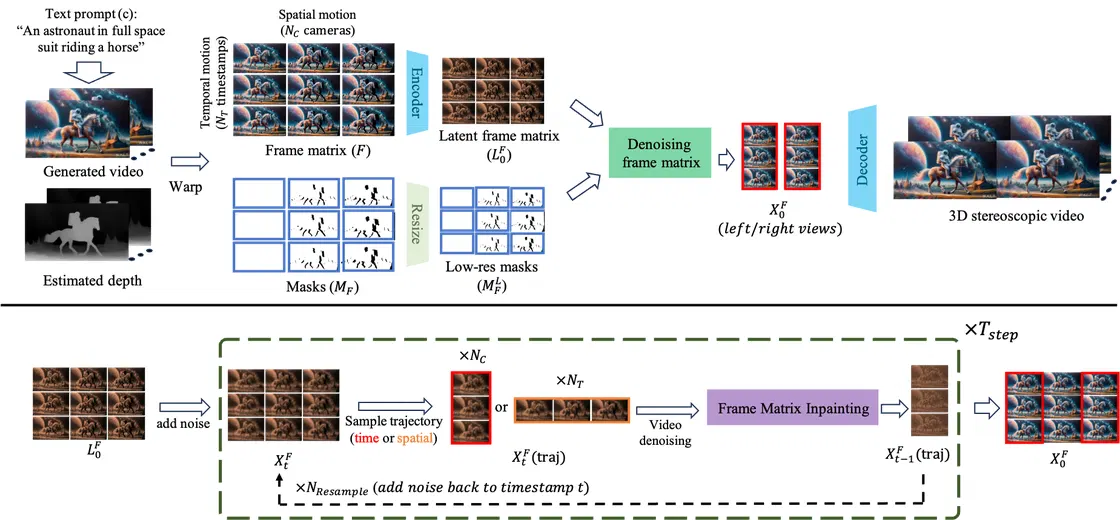 Text prompt (c):
“An astronaut in full space
suit riding a horse”
Generated video
Estimated depth
Warp
Spatial motion
(N_C cameras)
Temporal motion
(N_T timestamps)
Frame matrix (F)
Masks (M_F)
Encoder
Resize
Latent frame matrix
(L_0^F)
Low-res masks
(M_F^L)
Denoising
frame matrix
X_0^F
(left/right views)
Decoder
3D stereoscopic video
×T_step
L_0^F
add noise
X_t^F
Sample trajectory
(time or spatial)
×N_C
or
×N_T
X_t^F(traj)
Video
denoising
Frame Matrix Inpainting
X_{t-1}^F(traj)
X_0^F
×N_Resample (add noise back to timestamp t)